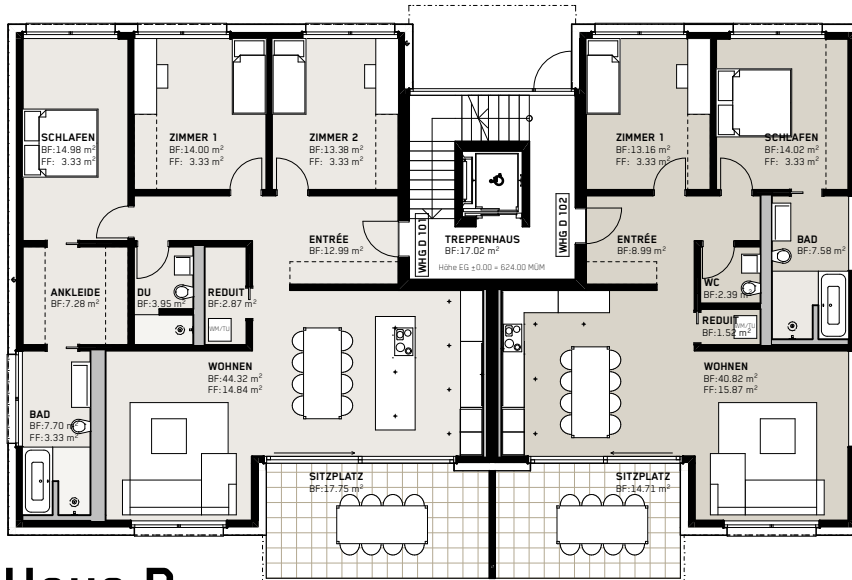 SCHLAFEN
BF:14.98 m²
FF: 3.33 m²
ZIMMER 1
BF:14.00 m²
FF: 3.33 m²
ZIMMER 2
BF:13.38 m²
FF: 3.33 m²
ZIMMER 1
BF:13.16 m²
FF: 3.33 m²
SCHLAFEN
BF:14.02 m²
FF: 3.33 m²
ENTRÉE
BF:12.99 m²
WHG D 101
TREPPENHAUS
BF:17.02 m²
Höhe EG ±0.00 = 624.00 MÜM
WHG D 102
ENTRÉE
BF:8.99 m²
BAD
BF:7.58 m²
ANKLEIDE
BF:7.28 m²
DU
BF:3.95 m²
REDUIT
BF:2.87 m²
WM/TU
WC
BF:2.39 m²
REDUIT
BF:1.52 m²
WM/TU
WOHNEN
BF:44.32 m²
FF:14.84 m²
WOHNEN
BF:40.82 m²
FF:15.87 m²
BAD
BF:7.70 m²
FF:3.33 m²
SITZPLATZ
BF:17.75 m²
SITZPLATZ
BF:14.71 m²